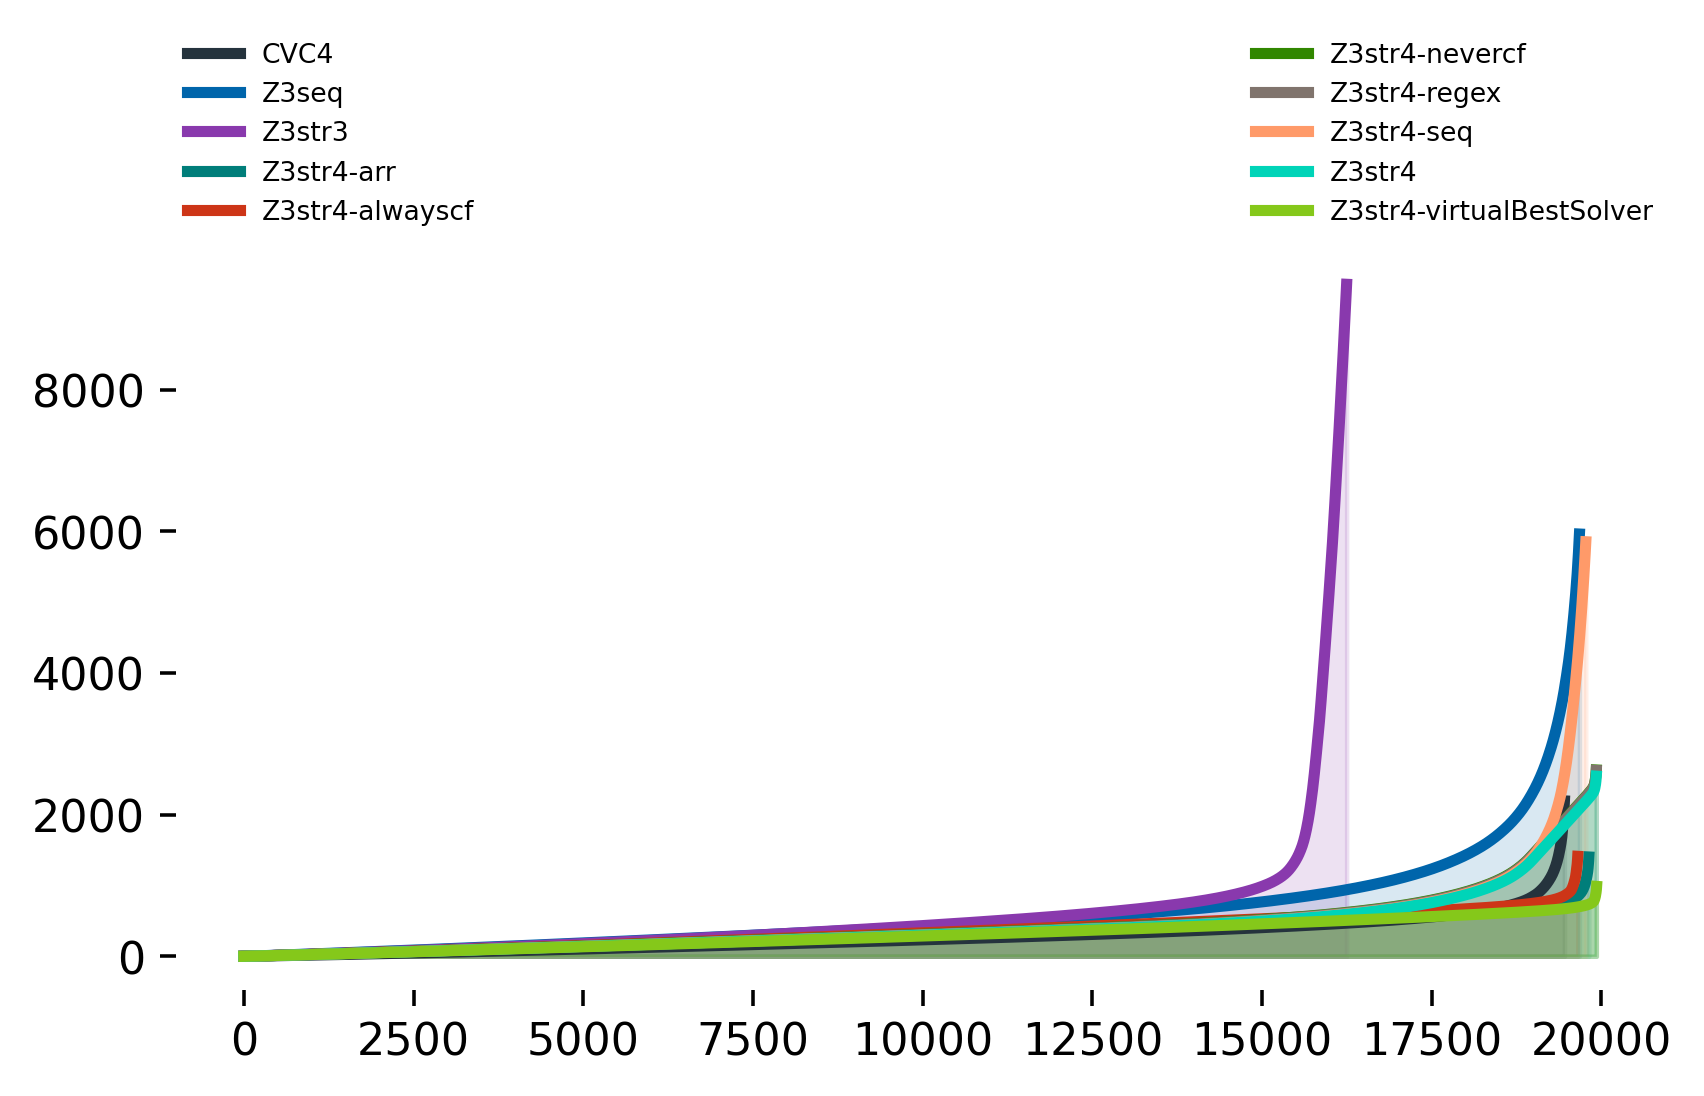 CVC4
Z3seq
Z3str3
Z3str4-arr
Z3str4-alwayscf
Z3str4-nevercf
Z3str4-regex
Z3str4-seq
Z3str4
Z3str4-virtualBestSolver
8000
6000
4000
2000
0
0 2500 5000 7500 10000 12500 15000 17500 20000